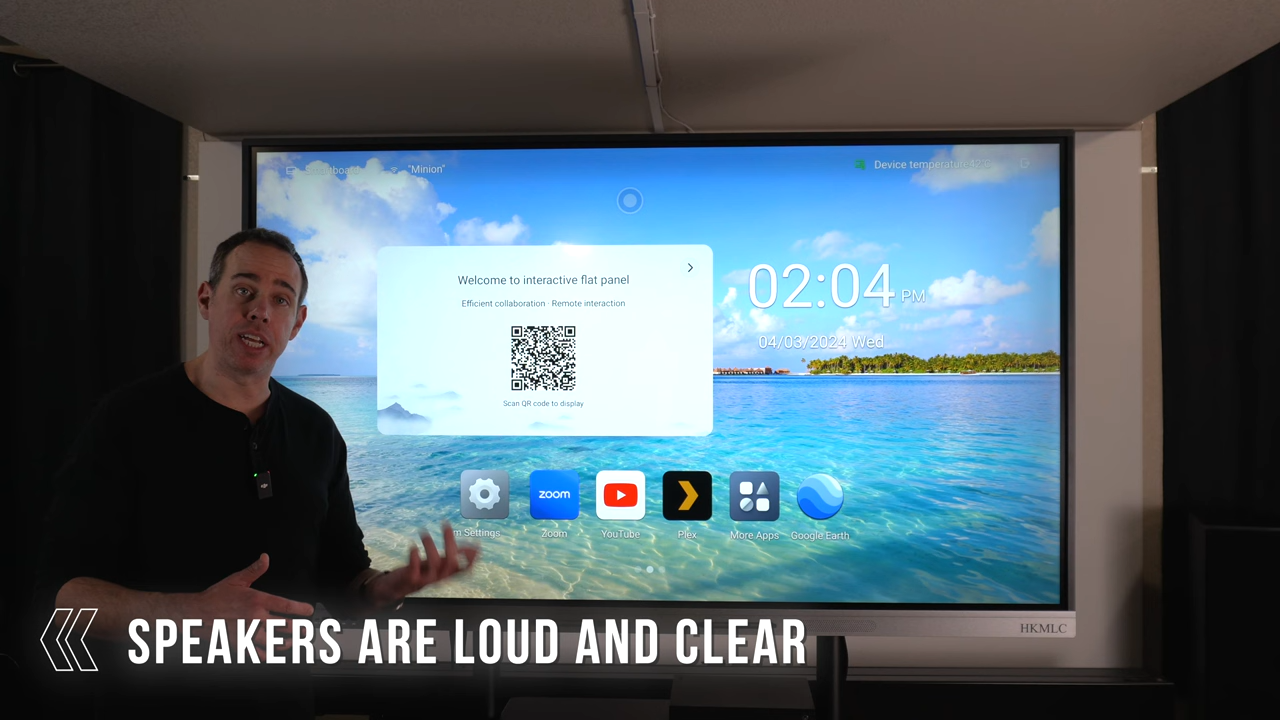 "Minion"
Device temperature 42°C
Welcome to interactive flat panel
Efficient collaboration · Remote interaction
Scan QR code to display
02:04 PM
04/03/2024 Wed
Settings
zoom
Zoom
YouTube
Plex
More Apps
Google Earth
HKMLC
SPEAKERS ARE LOUD AND CLEAR